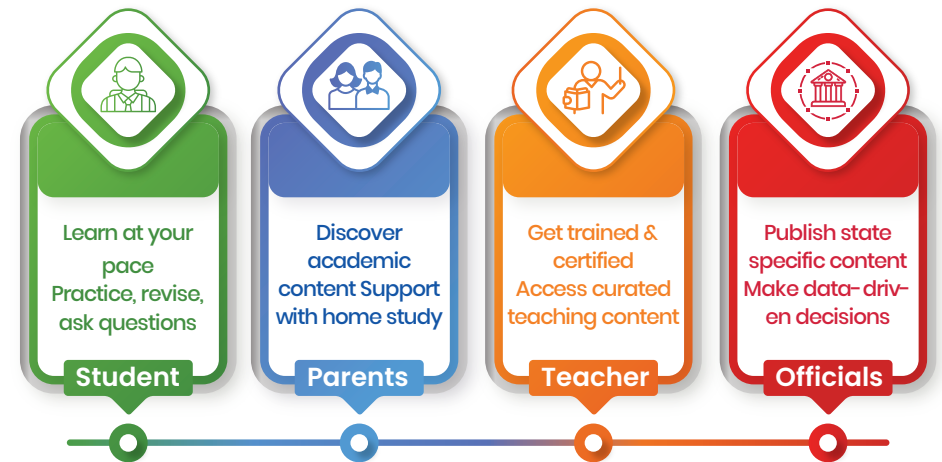 Learn at your
pace
Practice, revise,
ask questions
Student
Discover
academic
content Support
with home study
Parents
Get trained &
certified
Access curated
teaching content
Teacher
Publish state
specific content
Make data-driv-
en decisions
Officials